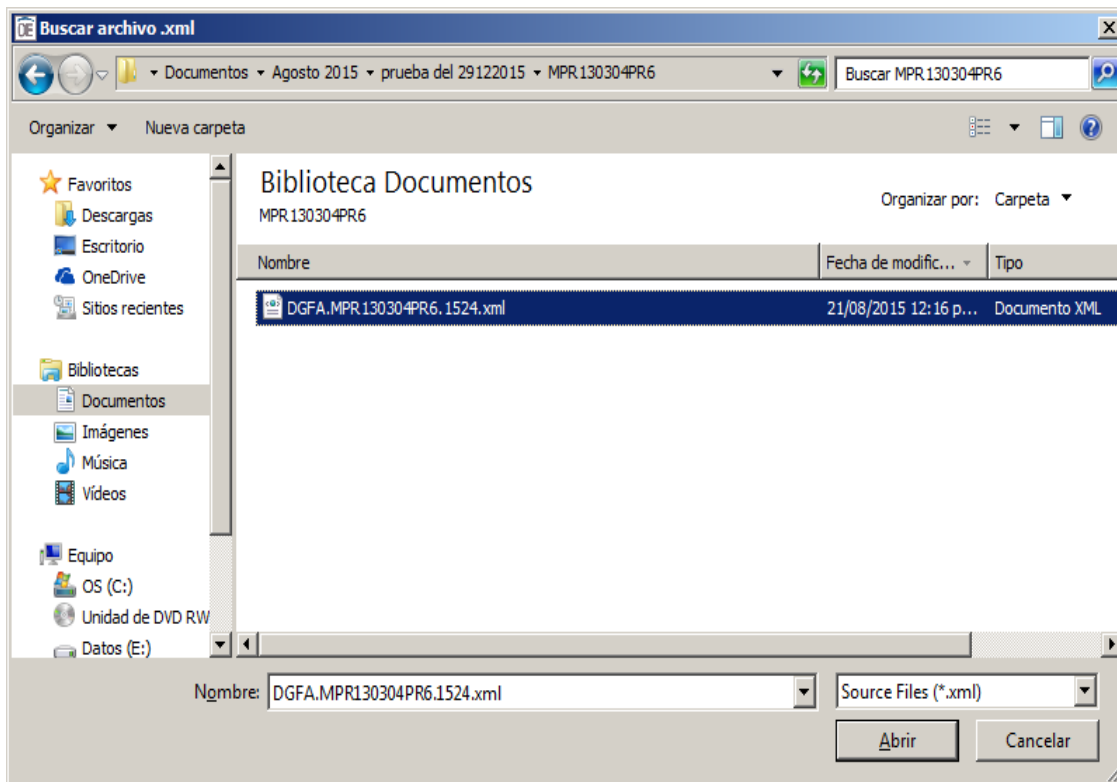 Buscar archivo .xml
Documentos Agosto 2015 prueba del 29122015 MPR130304PR6 Buscar MPR130304PR6
Organizar Nueva carpeta
Favoritos
Descargas
Escritorio
OneDrive
Sitios recientes
Bibliotecas
Documentos
Imágenes
Música
Vídeos
Equipo
OS (C:)
Unidad de DVD RW
Datos (E:)
Biblioteca Documentos
MPR130304PR6
Organizar por: Carpeta
Nombre Fecha de modific... Tipo
DGFA.MPR130304PR6.1524.xml 21/08/2015 12:16 p... Documento XML
Nombre: DGFA.MPR130304PR6.1524.xml Source Files (*.xml)
Abrir Cancelar